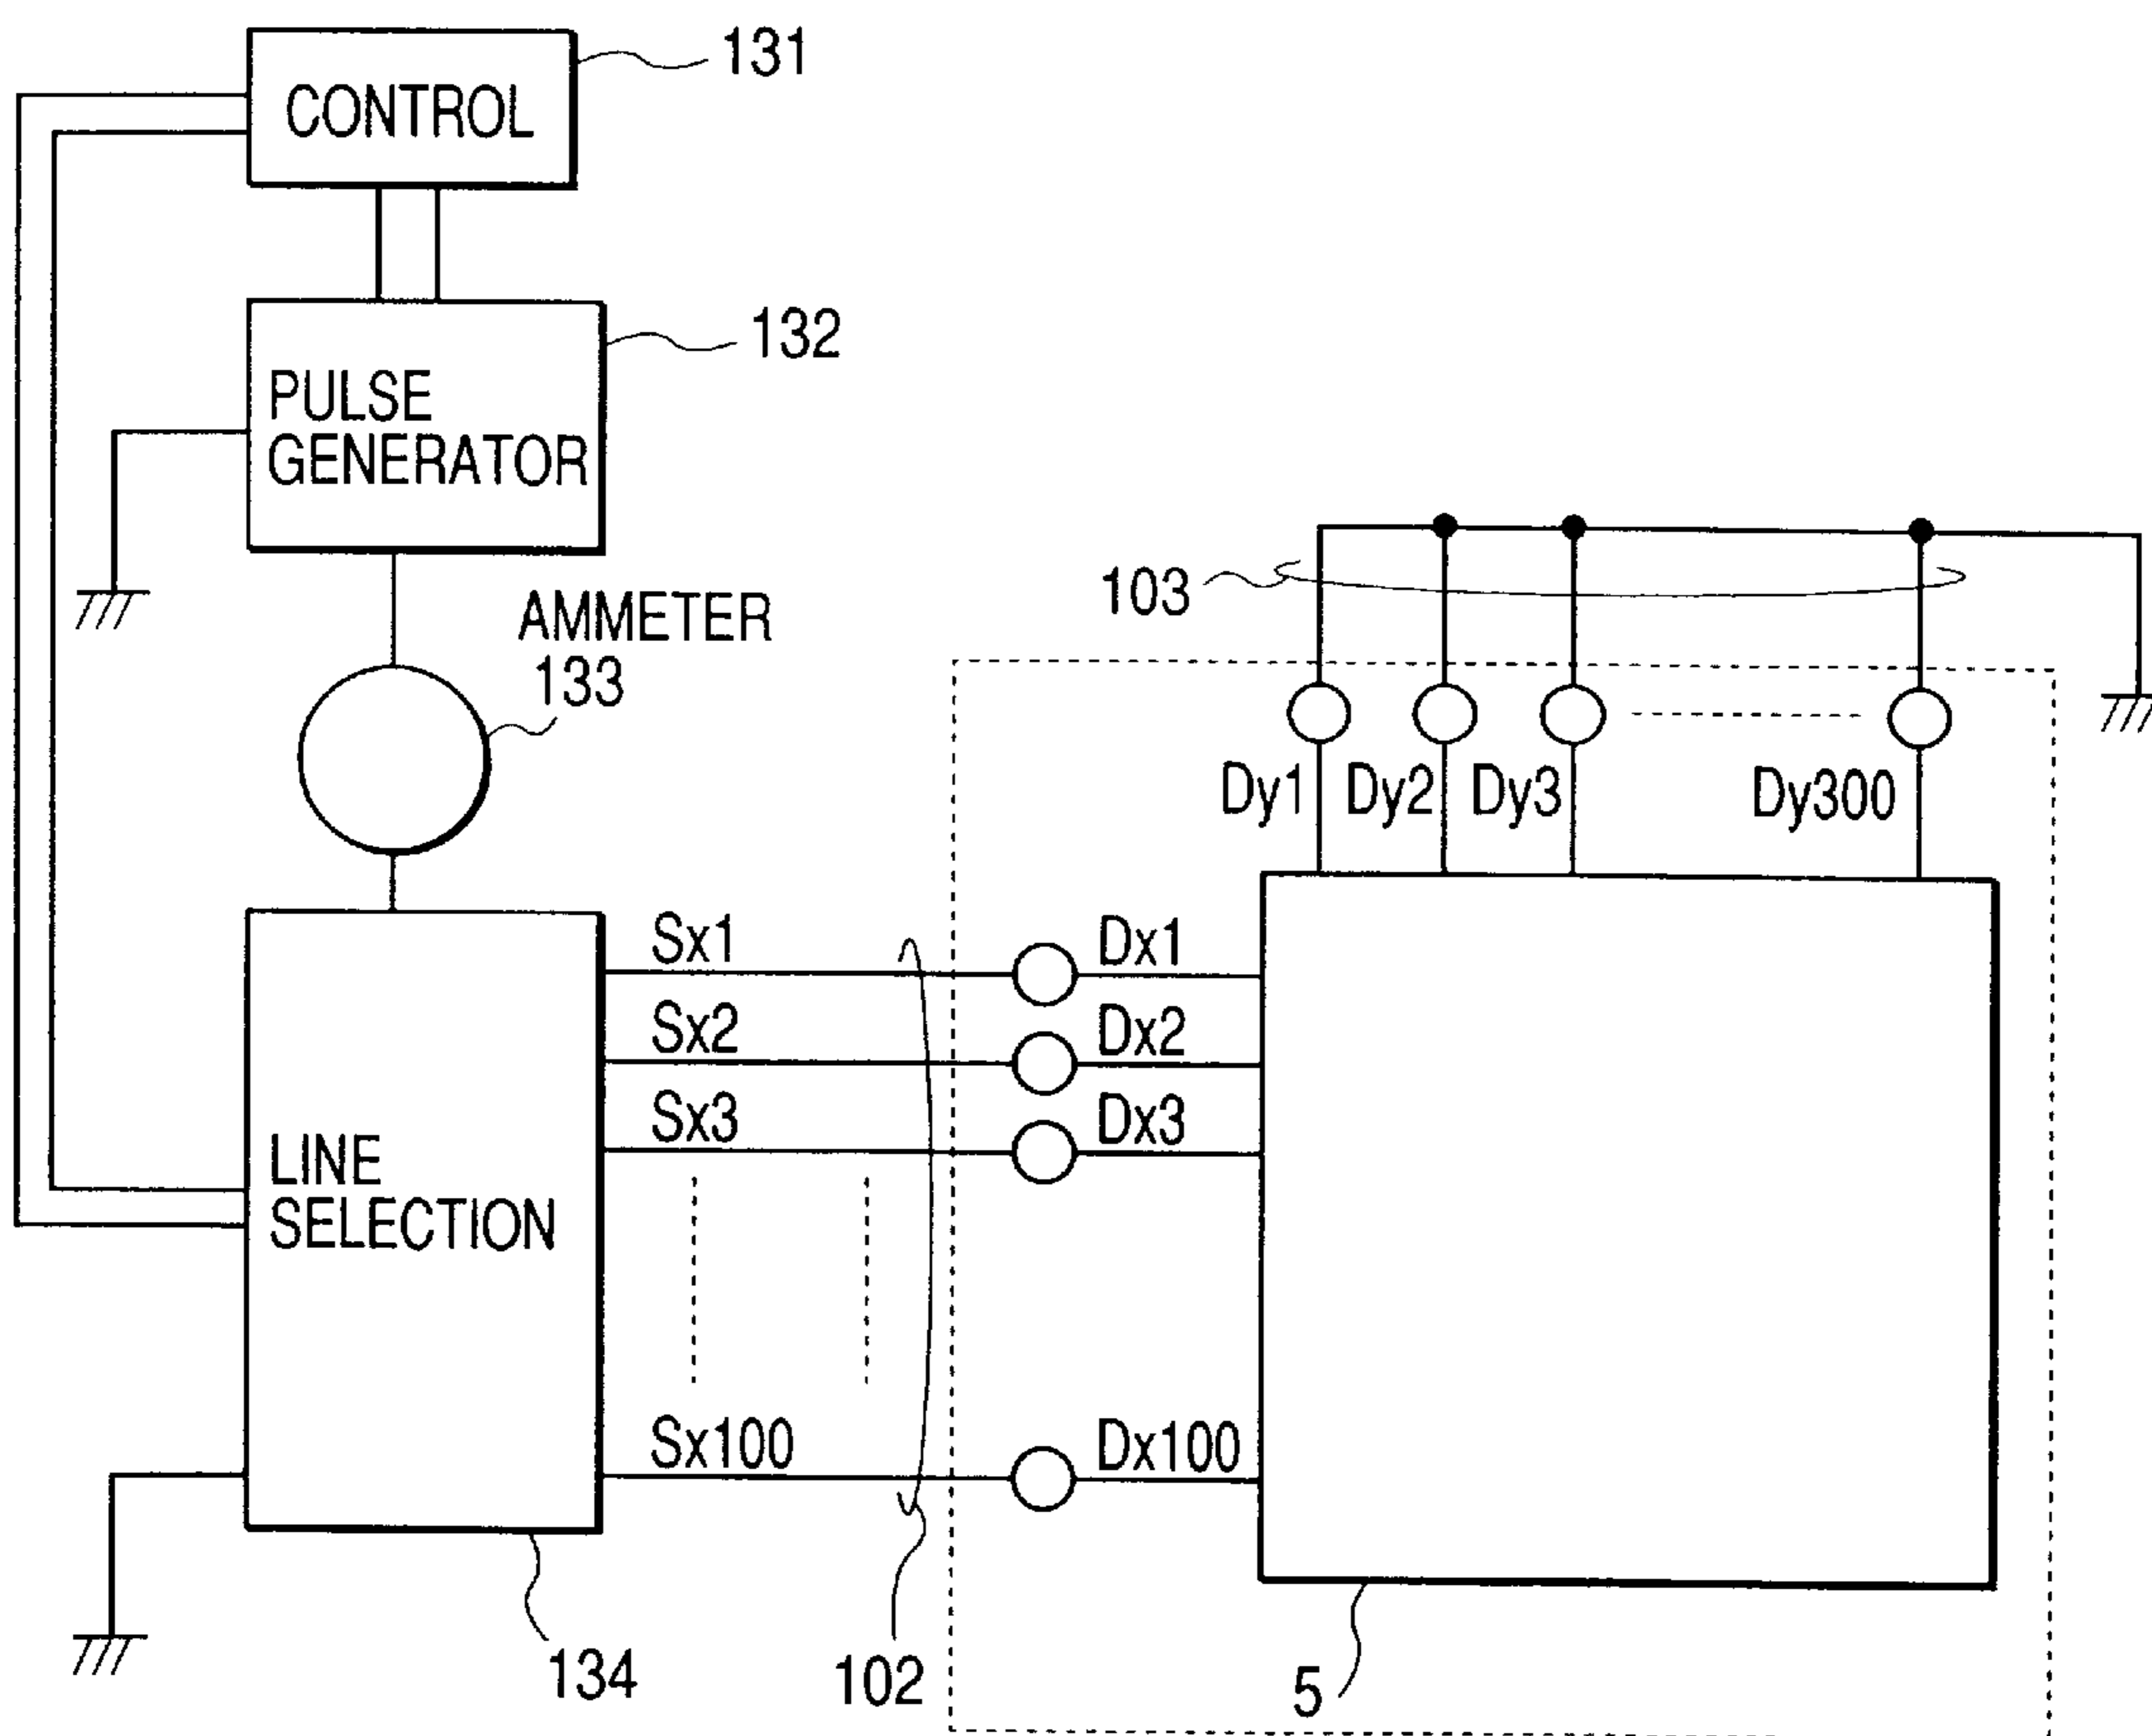 131
CONTROL
132
PULSE
GENERATOR
AMMETER
133
103
Dy1 Dy2 Dy3 Dy300
Sx1 Dx1
Sx2 Dx2
Sx3 Dx3
LINE
SELECTION
Sx100 Dx100
134
102
5